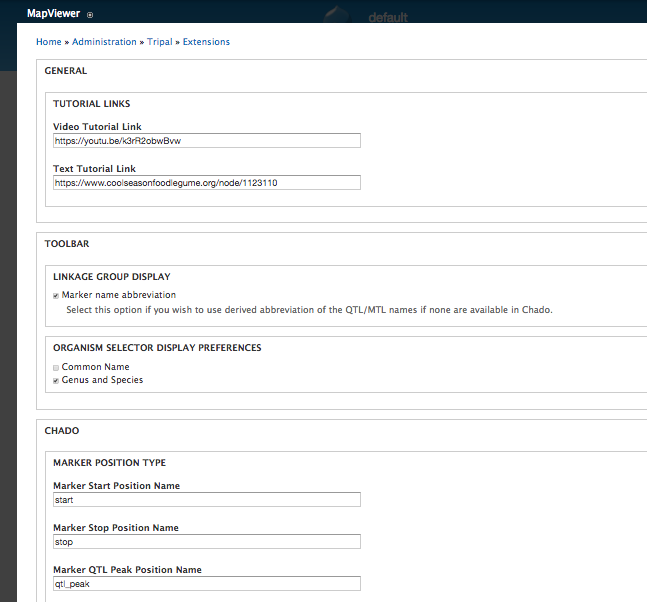 MapViewer
default
Home » Administration » Tripal » Extensions
GENERAL
TUTORIAL LINKS
Video Tutorial Link
https://youtu.be/k3rR2obwBvw
Text Tutorial Link
https://www.coolseasonfoodlegume.org/node/1123110
TOOLBAR
LINKAGE GROUP DISPLAY
Marker name abbreviation
Select this option if you wish to use derived abbreviation of the QTL/MTL names if none are available in Chado.
ORGANISM SELECTOR DISPLAY PREFERENCES
Common Name
Genus and Species
CHADO
MARKER POSITION TYPE
Marker Start Position Name
start
Marker Stop Position Name
stop
Marker QTL Peak Position Name
qtl_peak